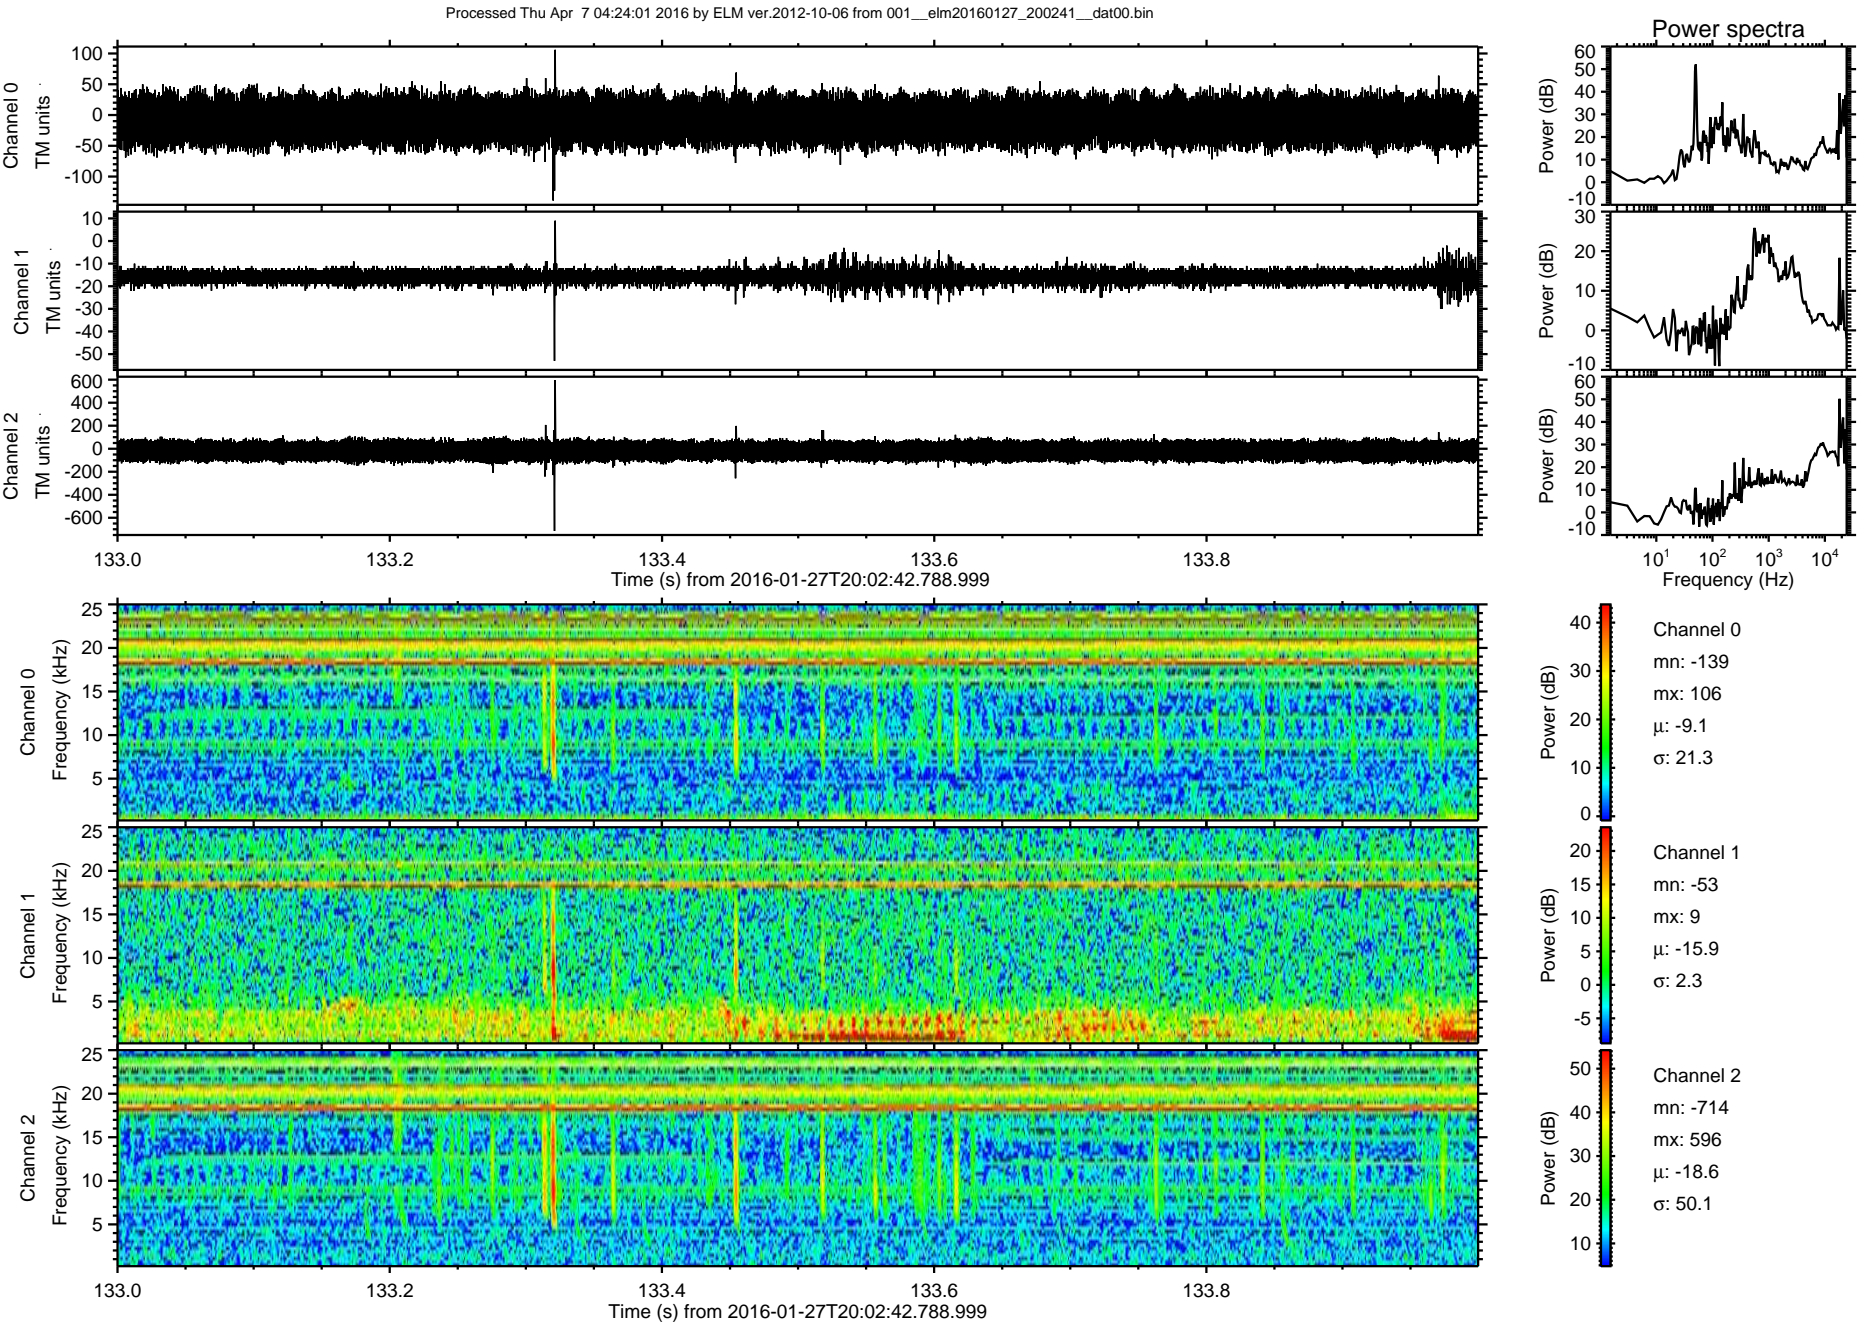 Processed Thu Apr  7 04:24:01 2016 by ELM ver.2012-10-06 from 001__elm20160127_200241__dat00.bin
Power spectra
Channel 0
TM units
100
50
0
-50
-100
Power (dB)
60
50
40
30
20
10
0
-10
Channel 1
TM units
10
0
-10
-20
-30
-40
-50
Power (dB)
30
20
10
0
-10
Channel 2
TM units
600
400
200
0
-200
-400
-600
Power (dB)
60
50
40
30
20
10
0
-10
133.0 133.2 133.4 133.6 133.8
Time (s) from 2016-01-27T20:02:42.788.999
10¹ 10² 10³ 10⁴
Frequency (Hz)
Channel 0
Frequency (kHz)
25
20
15
10
5
Power (dB)
40
30
20
10
0
Channel 0
mn: -139
mx: 106
μ: -9.1
σ: 21.3
Channel 1
Frequency (kHz)
25
20
15
10
5
Power (dB)
20
15
10
5
0
-5
Channel 1
mn: -53
mx: 9
μ: -15.9
σ: 2.3
Channel 2
Frequency (kHz)
25
20
15
10
5
Power (dB)
50
40
30
20
10
Channel 2
mn: -714
mx: 596
μ: -18.6
σ: 50.1
133.0 133.2 133.4 133.6 133.8
Time (s) from 2016-01-27T20:02:42.788.999